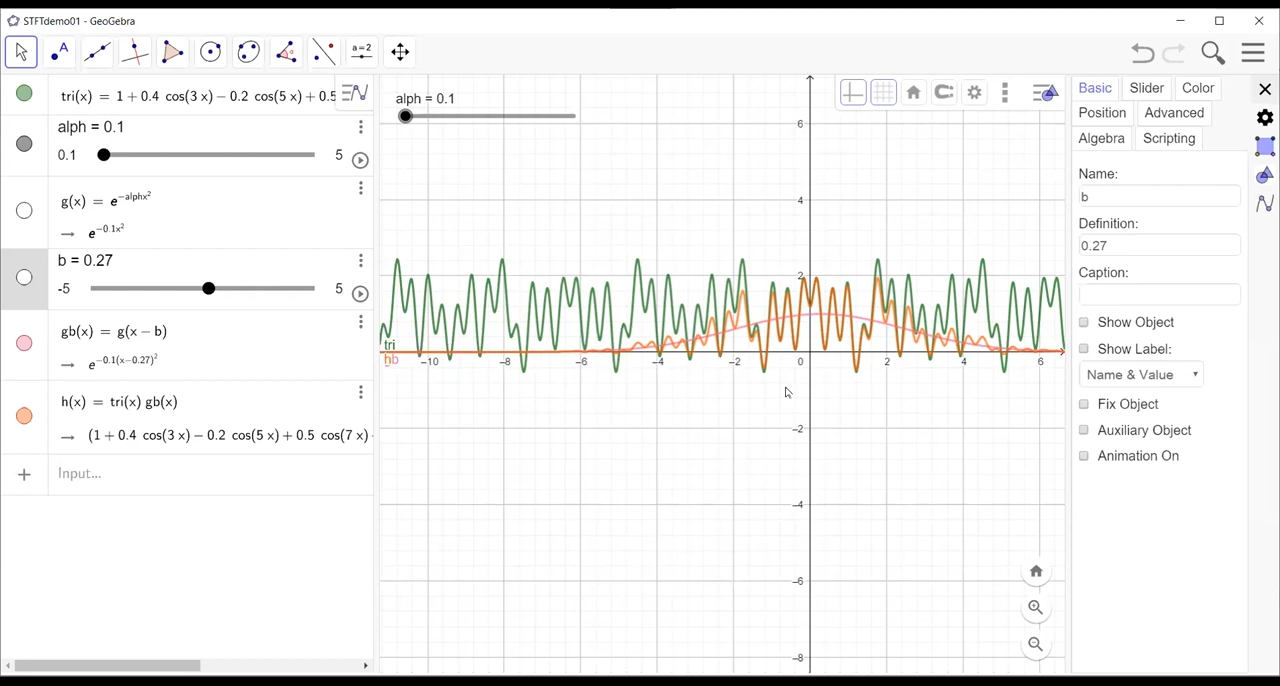 STFTdemo01 - GeoGebra
A
a=2
tri(x) = 1 + 0.4 cos(3 x) − 0.2 cos(5 x) + 0.5
alph = 0.1
0.1 5
g(x) = e^−alphx²
→ e^−0.1x²
b = 0.27
-5 5
gb(x) = g(x − b)
→ e^−0.1(x−0.27)²
h(x) = tri(x) gb(x)
→ (1 + 0.4 cos(3 x) − 0.2 cos(5 x) + 0.5 cos(7 x)
+ Input...
alph = 0.1
6
4
2
tri
−10 −8 −6 −4 −2 0 2 4 6
−2
−4
−6
−8
Basic Slider Color
Position Advanced
Algebra Scripting
Name:
b
Definition:
0.27
Caption:
Show Object
Show Label:
Name & Value
Fix Object
Auxiliary Object
Animation On